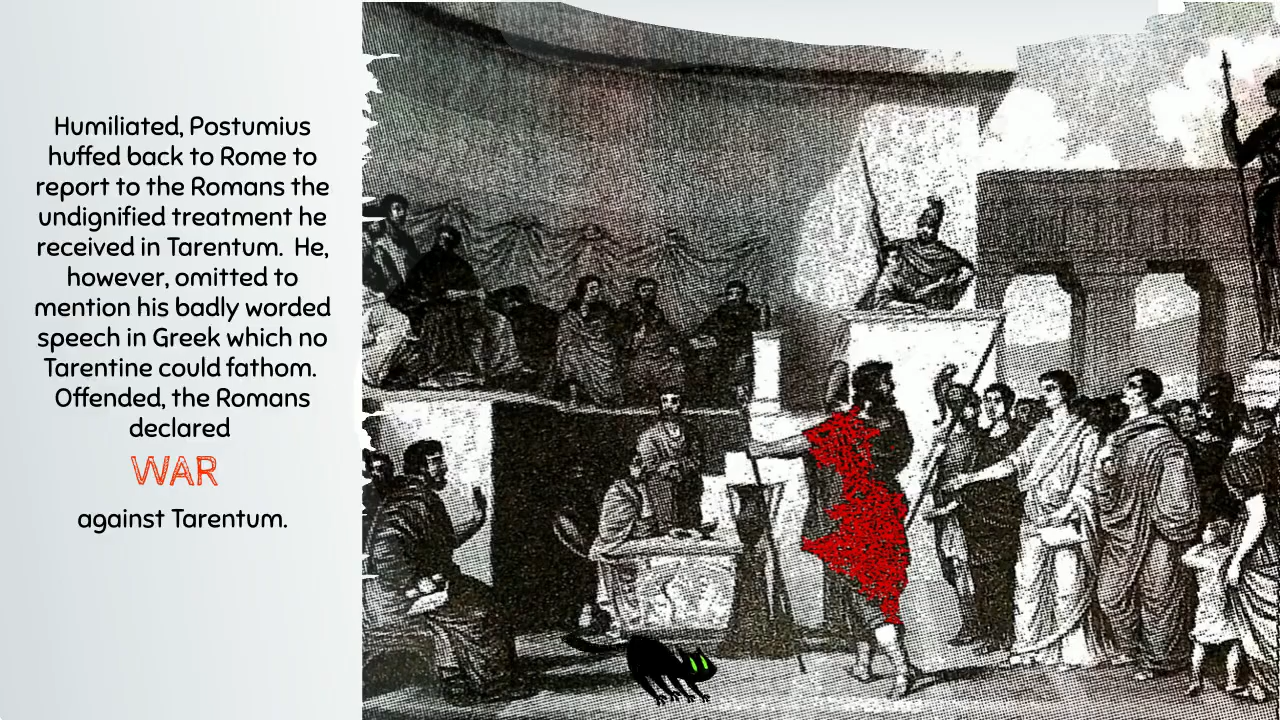 Humiliated, Postumius
huffed back to Rome to
report to the Romans the
undignified treatment he
received in Tarentum.  He,
however, omitted to
mention his badly worded
speech in Greek which no
Tarentine could fathom.
Offended, the Romans
declared
WAR
against Tarentum.